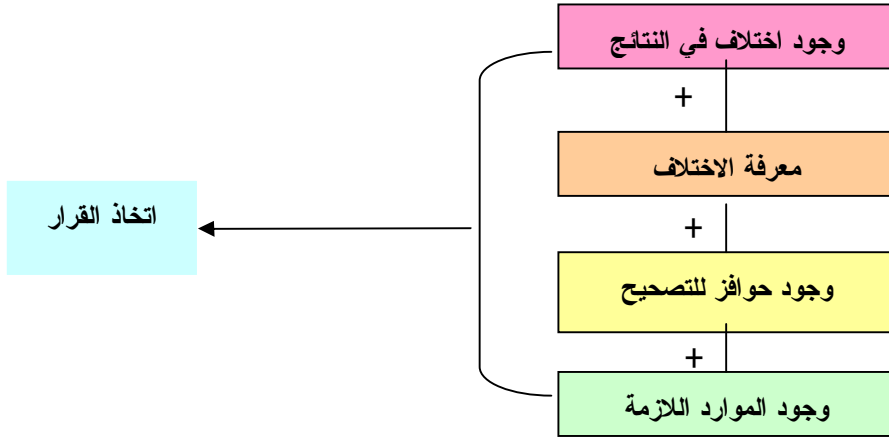 وجود اختلاف في النتائج
+
معرفة الاختلاف
+
وجود حوافز للتصحيح
+
وجود الموارد اللازمة
اتخاذ القرار